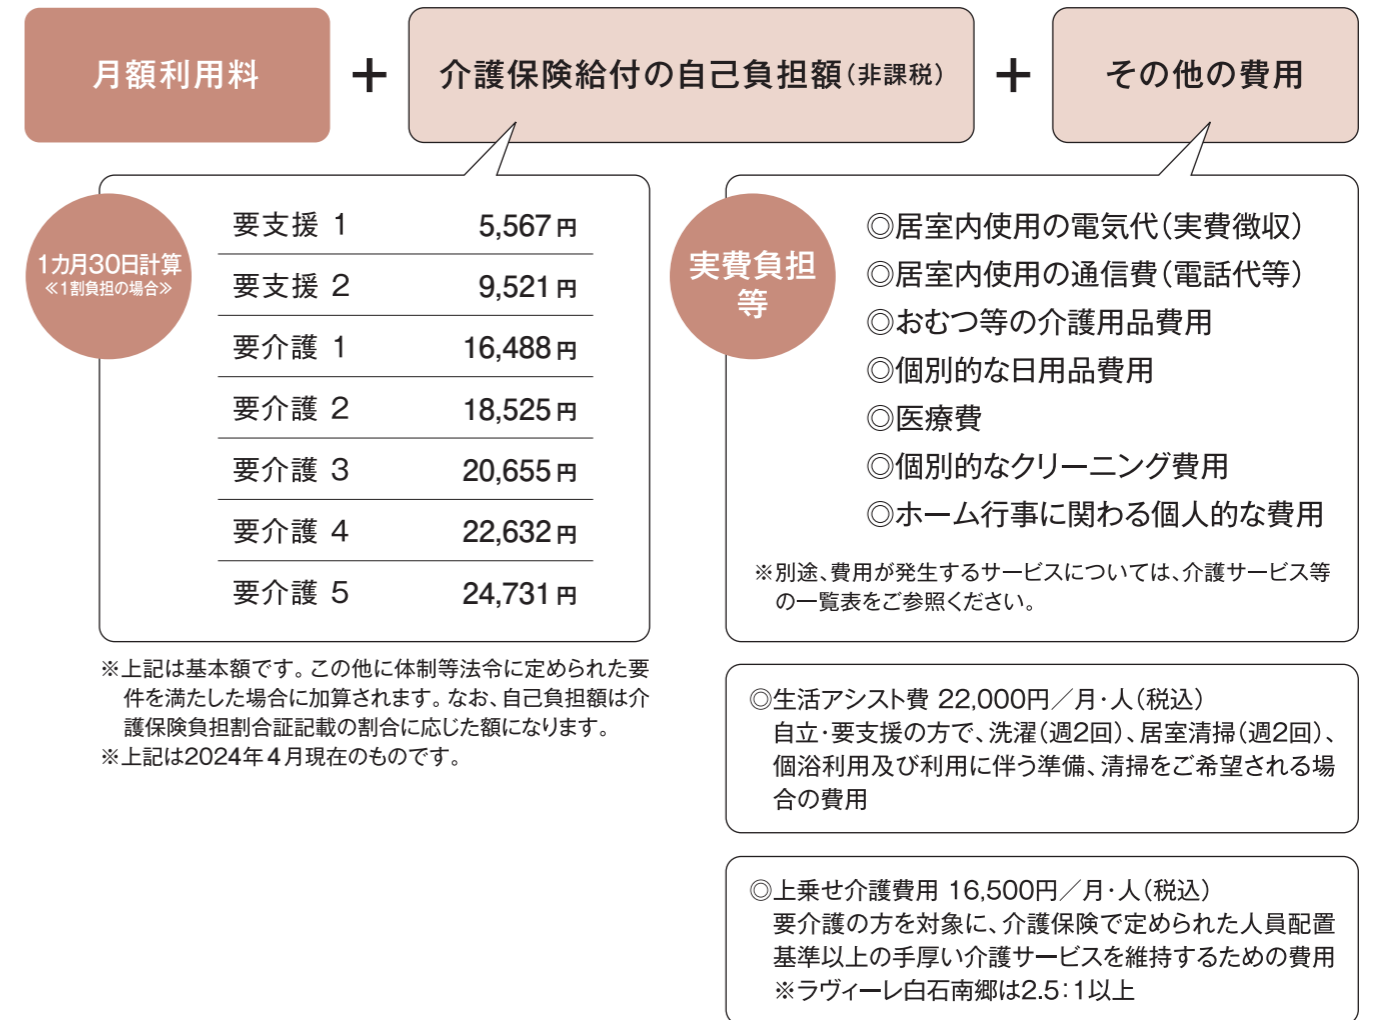 月額利用料 + 介護保険給付の自己負担額(非課税) + その他の費用
1カ月30日計算
≪1割負担の場合≫
要支援 1 5,567円
要支援 2 9,521円
要介護 1 16,488円
要介護 2 18,525円
要介護 3 20,655円
要介護 4 22,632円
要介護 5 24,731円
※上記は基本額です。この他に体制等法令に定められた要
件を満たした場合に加算されます。なお、自己負担額は介
護保険負担割合証記載の割合に応じた額になります。
※上記は2024年4月現在のものです。
実費負担
等
◎居室内使用の電気代(実費徴収)
◎居室内使用の通信費(電話代等)
◎おむつ等の介護用品費用
◎個別的な日用品費用
◎医療費
◎個別的なクリーニング費用
◎ホーム行事に関わる個人的な費用
※別途、費用が発生するサービスについては、介護サービス等
の一覧表をご参照ください。
◎生活アシスト費 22,000円/月・人(税込)
自立・要支援の方で、洗濯(週2回)、居室清掃(週2回)、
個浴利用及び利用に伴う準備、清掃をご希望される場
合の費用
◎上乗せ介護費用 16,500円/月・人(税込)
要介護の方を対象に、介護保険で定められた人員配置
基準以上の手厚い介護サービスを維持するための費用
※ラヴィーレ白石南郷は2.5:1以上